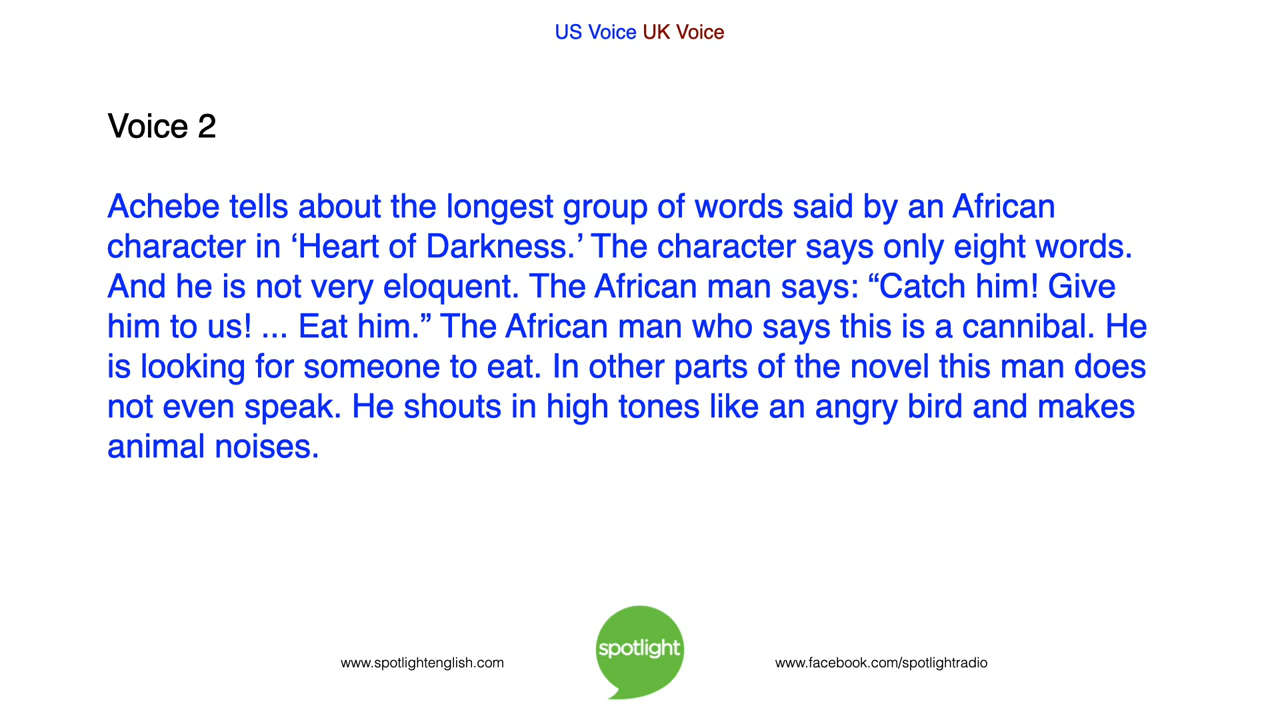 US Voice UK Voice
Voice 2
Achebe tells about the longest group of words said by an African
character in ‘Heart of Darkness.’ The character says only eight words.
And he is not very eloquent. The African man says: “Catch him! Give
him to us! ... Eat him.” The African man who says this is a cannibal. He
is looking for someone to eat. In other parts of the novel this man does
not even speak. He shouts in high tones like an angry bird and makes
animal noises.
www.spotlightenglish.com
spotlight
www.facebook.com/spotlightradio